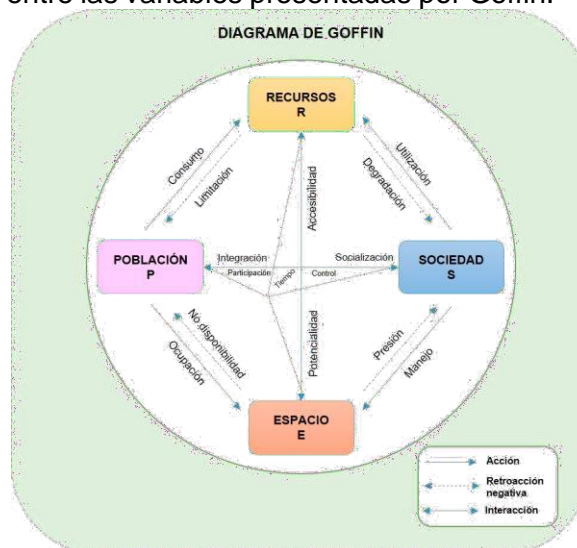 entre las variables presentadas por Goffin.
DIAGRAMA DE GOFFIN
RECURSOS
R
Consumo
Limitación
Accesibilidad
Utilización
Degradación
POBLACIÓN
P
Integración
Participación
Tiempo
Socialización
Control
SOCIEDAD
S
No disponibilidad
Ocupación
Potencialidad
Presión
Manejo
ESPACIO
E
Acción
Retroacción
negativa
Interacción